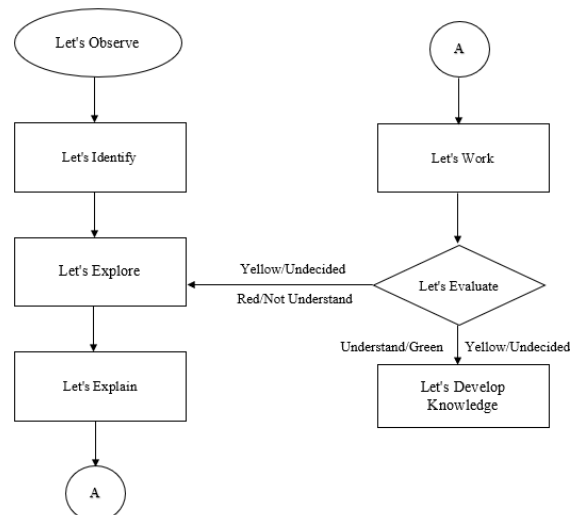 Let's Observe
Let's Identify
Let's Explore
Let's Explain
A
A
Let's Work
Let's Evaluate
Yellow/Undecided
Red/Not Understand
Understand/Green
Yellow/Undecided
Let's Develop
Knowledge